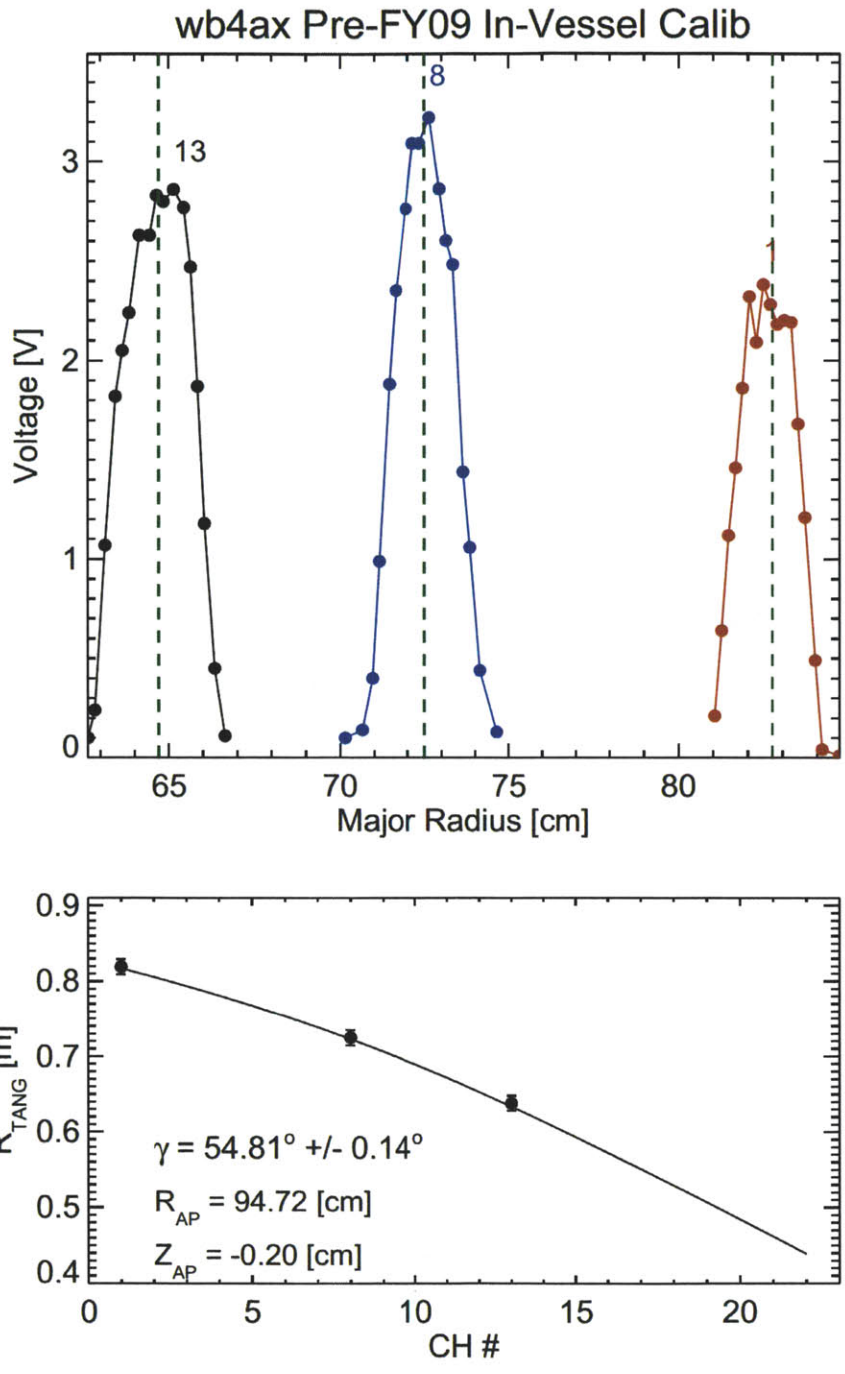 wb4ax Pre-FY09 In-Vessel Calib
8
13
1
3
2
1
0
Voltage [V]
65 70 75 80
Major Radius [cm]
0.9
0.8
0.7
0.6
0.5
0.4
R_TANG [m]
γ = 54.81° +/- 0.14°
R_AP = 94.72 [cm]
Z_AP = -0.20 [cm]
0 5 10 15 20
CH #